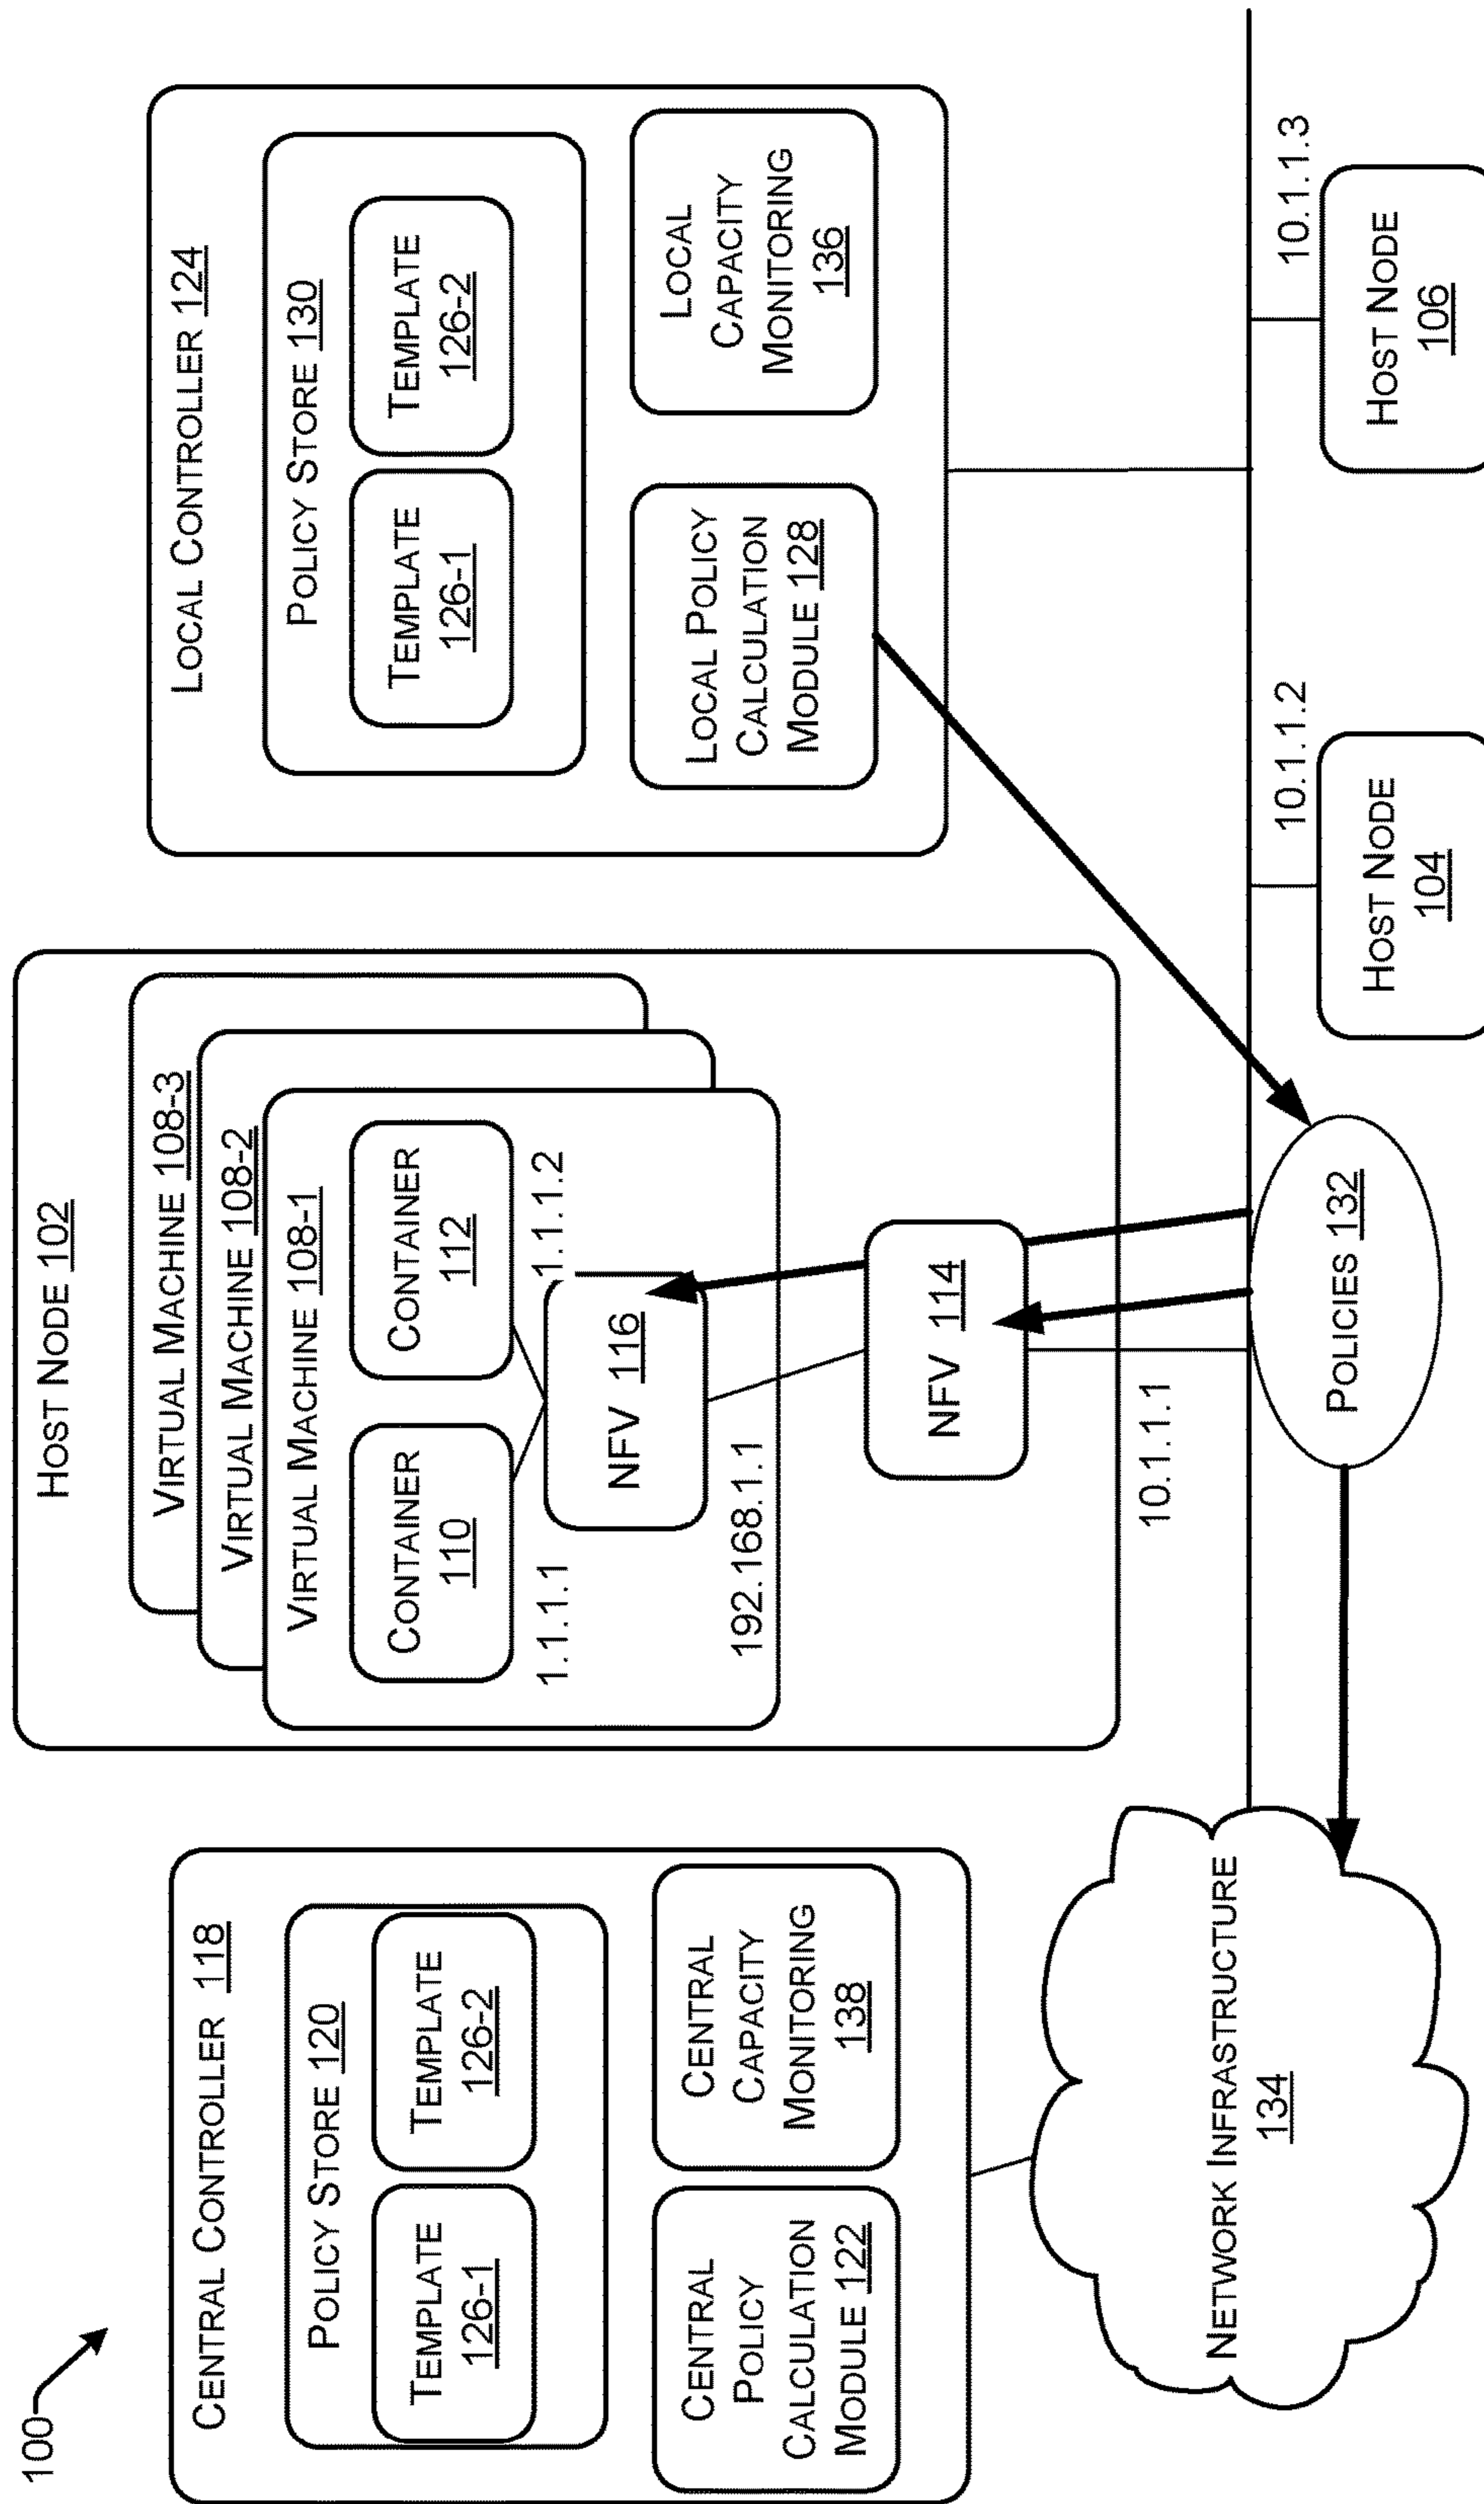 100
CENTRAL CONTROLLER 118
POLICY STORE 120
TEMPLATE
126-1
TEMPLATE
126-2
CENTRAL
POLICY
CALCULATION
MODULE 122
CENTRAL
CAPACITY
MONITORING
138
NETWORK INFRASTRUCTURE
134
HOST NODE 102
VIRTUAL MACHINE 108-3
VIRTUAL MACHINE 108-2
VIRTUAL MACHINE 108-1
CONTAINER
110
CONTAINER
112
1.1.1.1
1.1.1.2
NFV 116
192.168.1.1
NFV 114
10.1.1.1
POLICIES 132
LOCAL CONTROLLER 124
POLICY STORE 130
TEMPLATE
126-1
TEMPLATE
126-2
LOCAL POLICY
CALCULATION
MODULE 128
LOCAL
CAPACITY
MONITORING
136
10.1.1.2
HOST NODE
104
10.1.1.3
HOST NODE
106